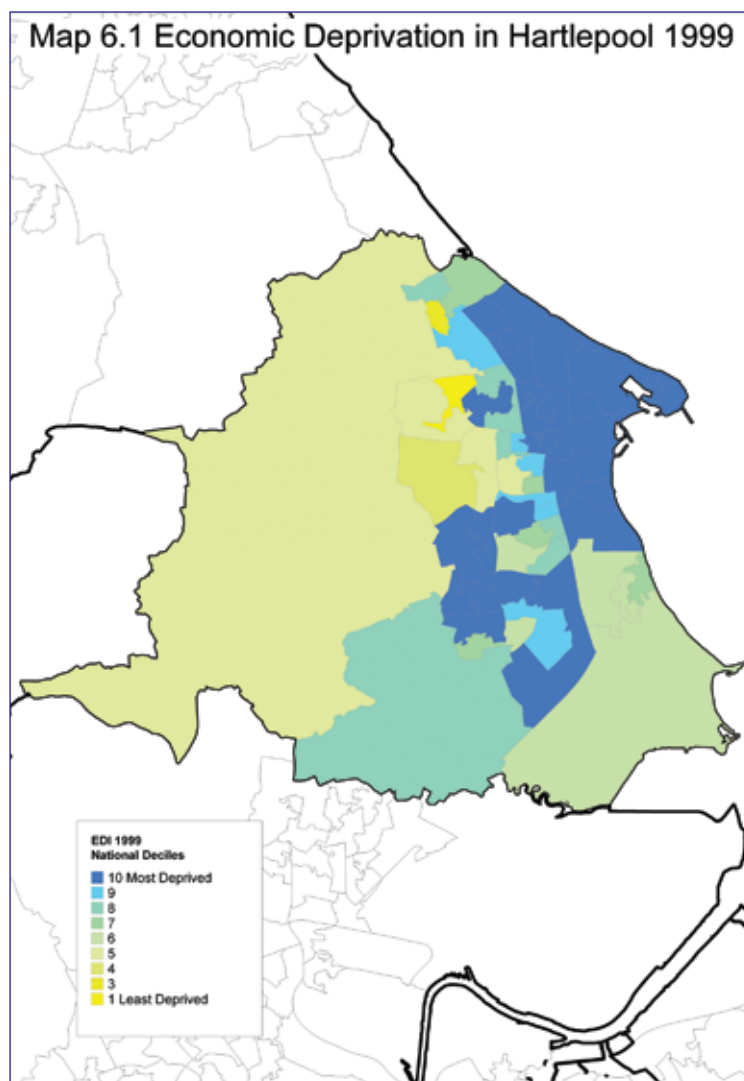 Map 6.1 Economic Deprivation in Hartlepool 1999
EDI 1999
National Deciles
10 Most Deprived
9
8
7
6
5
4
3
1 Least Deprived